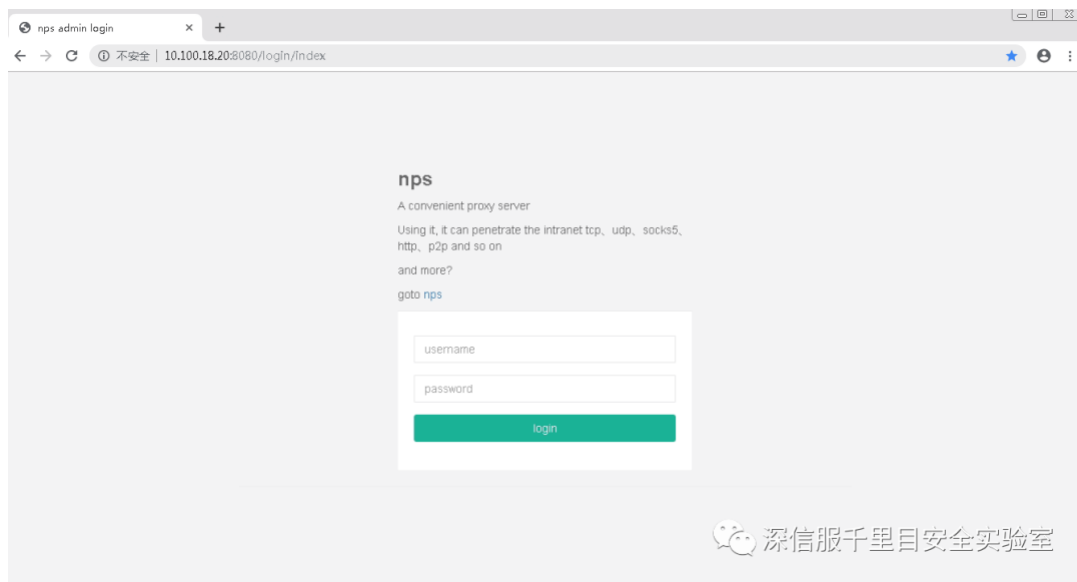 nps admin login
不安全 | 10.100.18.20:8080/login/index
nps
A convenient proxy server
Using it, it can penetrate the intranet tcp、udp、socks5、
http、p2p and so on
and more?
goto nps
username
password
login
深信服千里目安全实验室